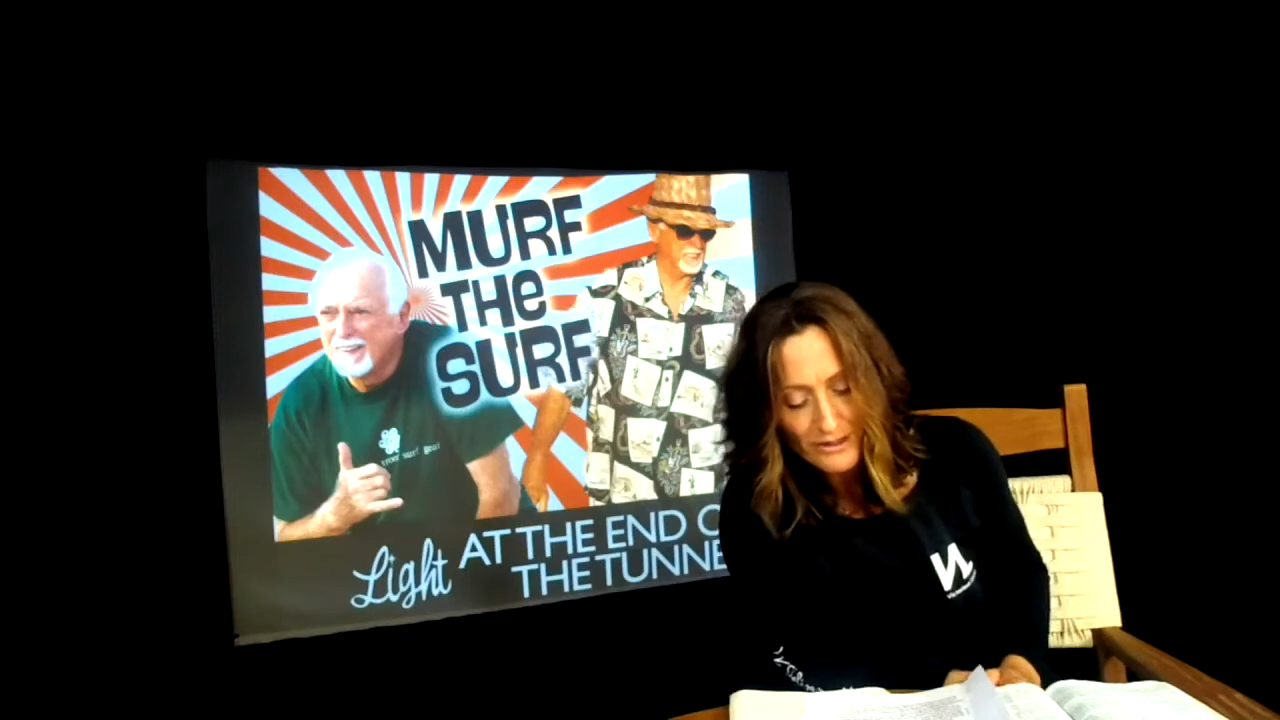 MURF
THe
SURF
Light AT THE END O
THE TUNNE